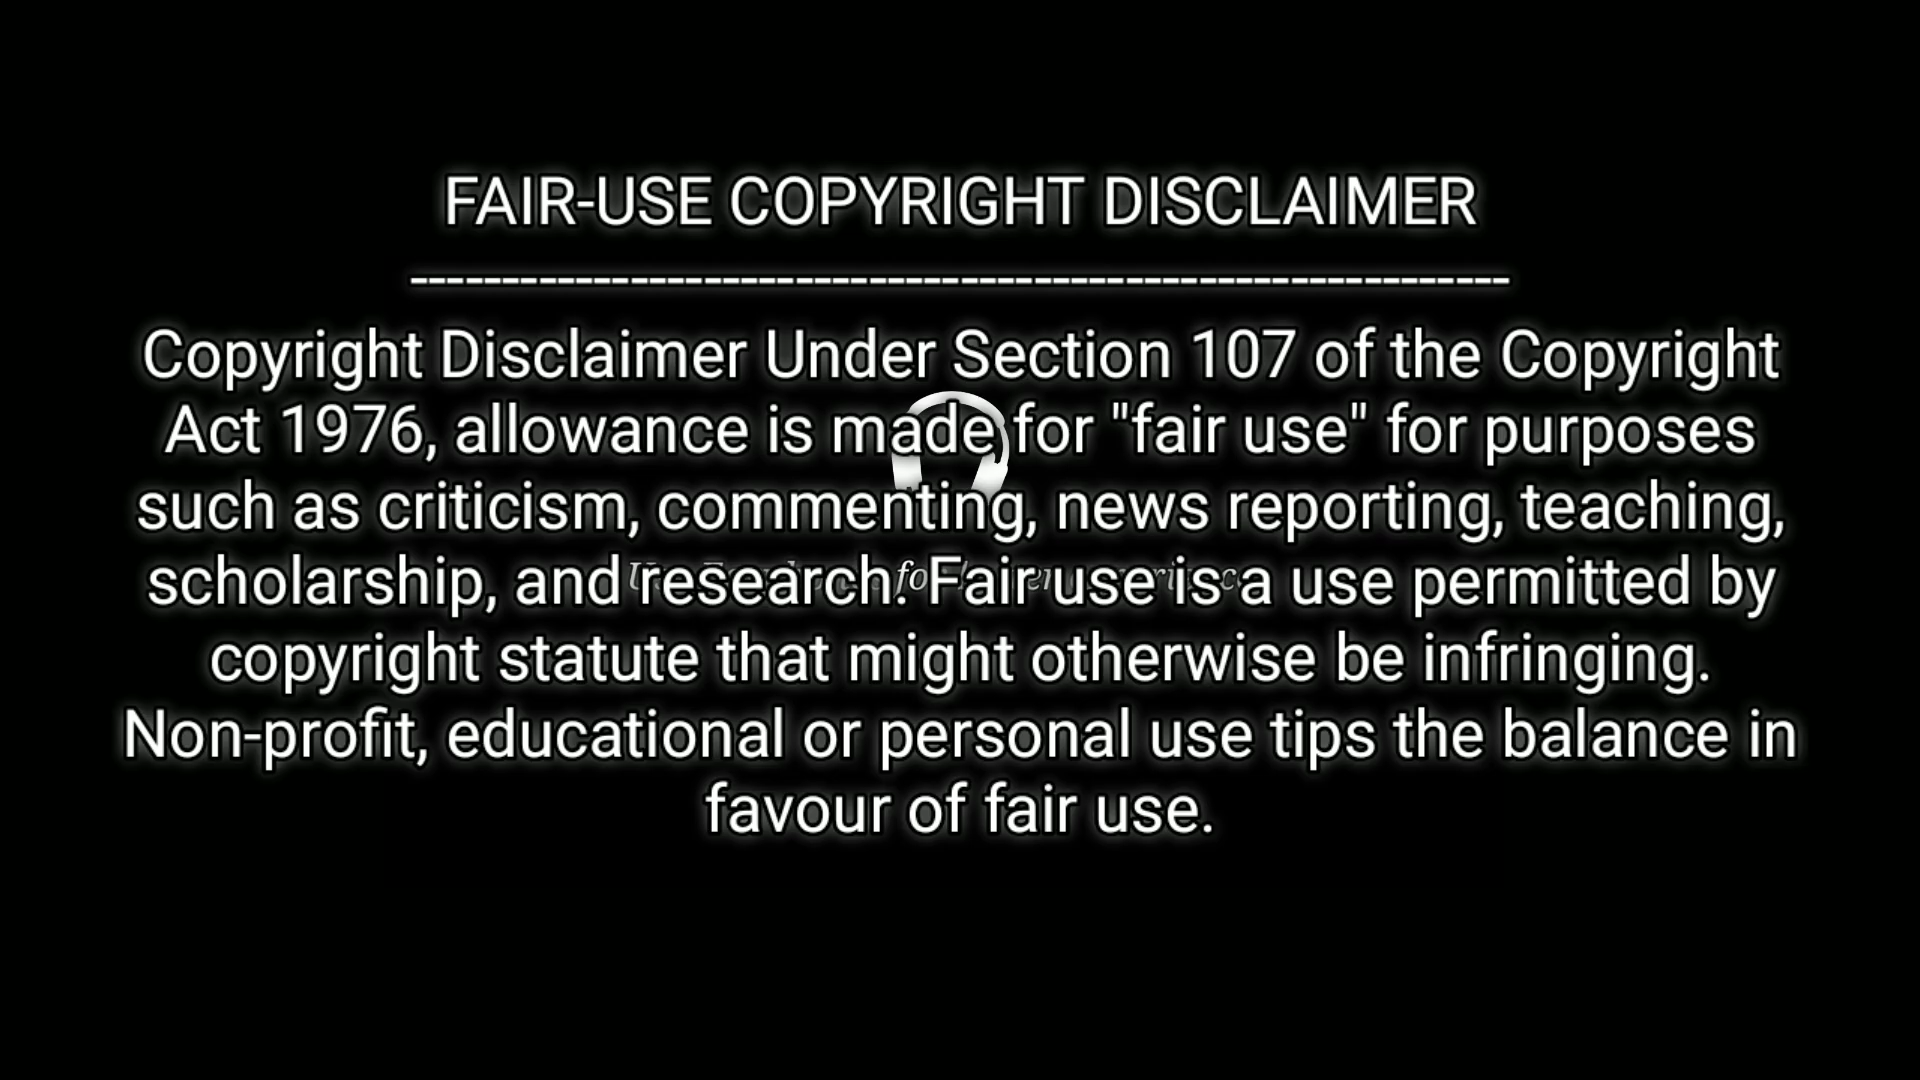 FAIR-USE COPYRIGHT DISCLAIMER
------------------------------------------------------------
Copyright Disclaimer Under Section 107 of the Copyright
Act 1976, allowance is made for "fair use" for purposes
such as criticism, commenting, news reporting, teaching,
scholarship, and research. Fair use is a use permitted by
copyright statute that might otherwise be infringing.
Non-profit, educational or personal use tips the balance in
favour of fair use.